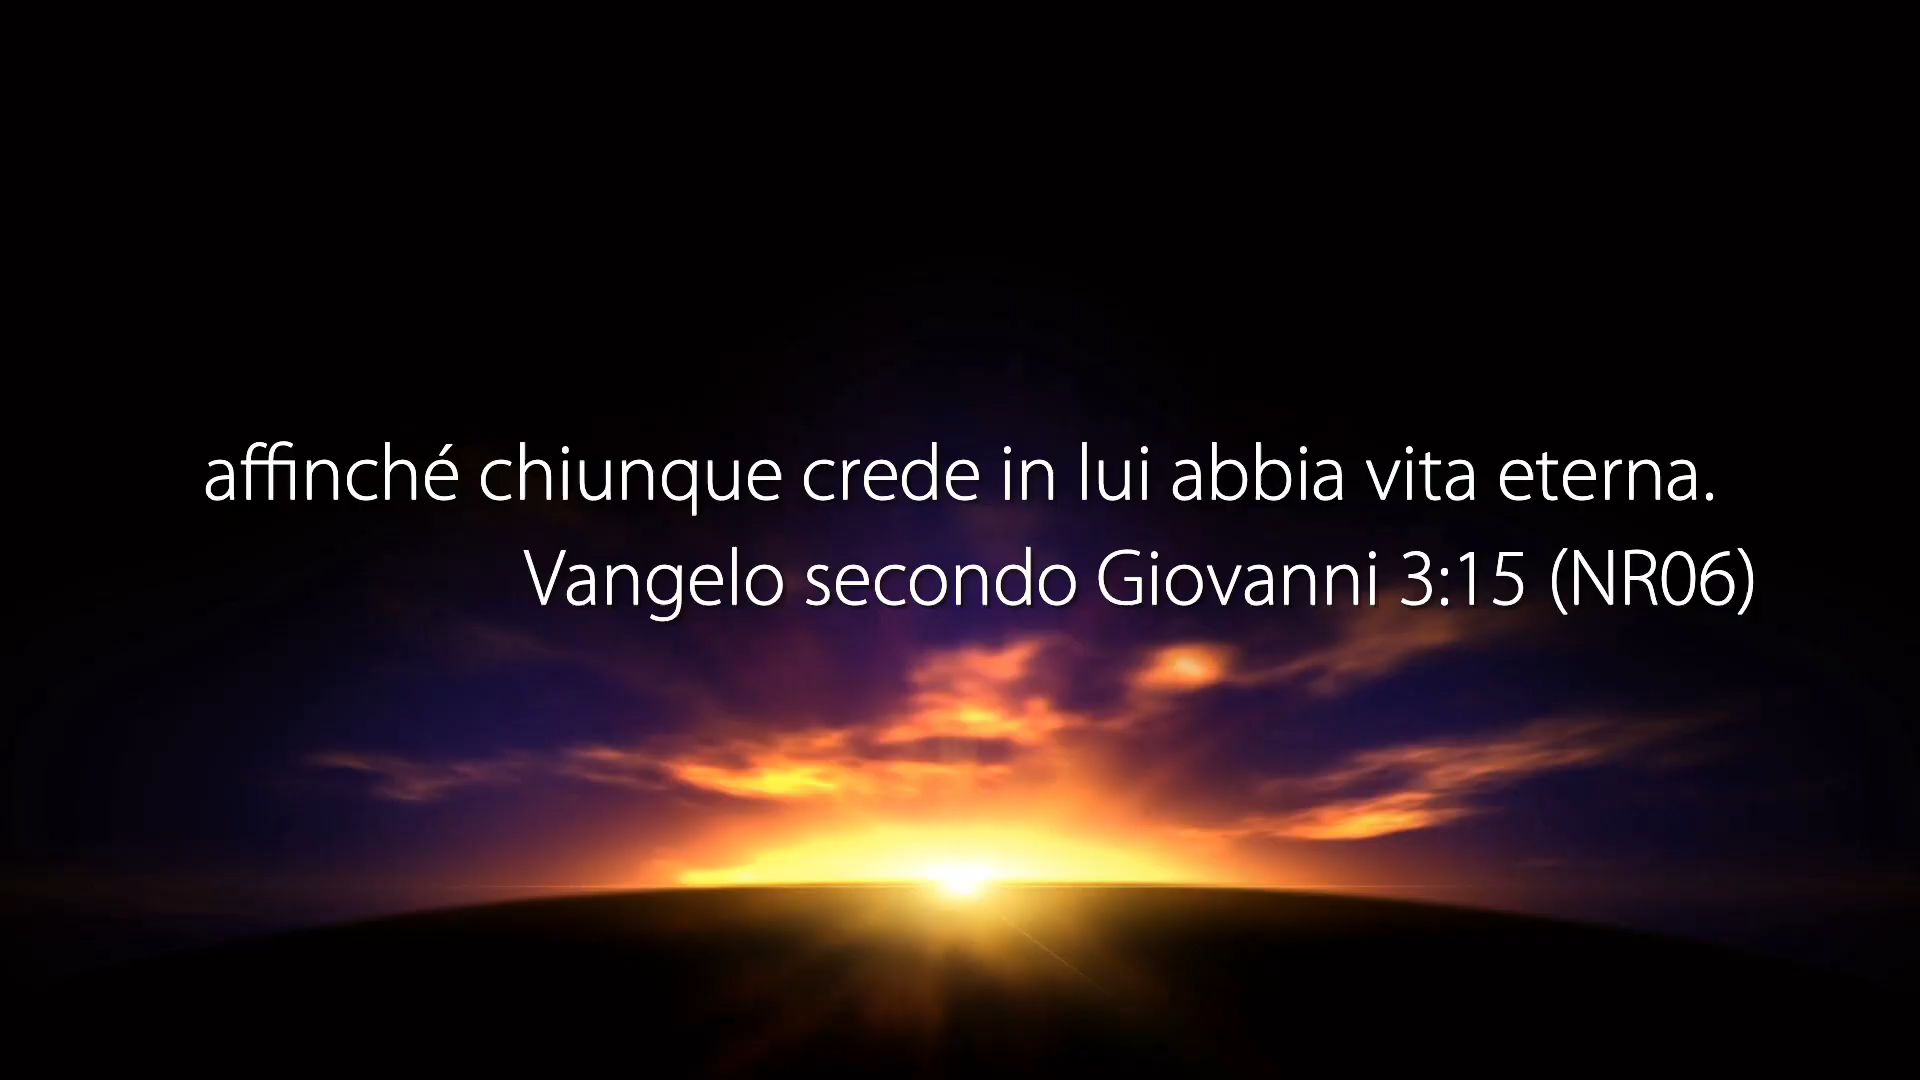 affinché chiunque crede in lui abbia vita eterna.
Vangelo secondo Giovanni 3:15 (NR06)